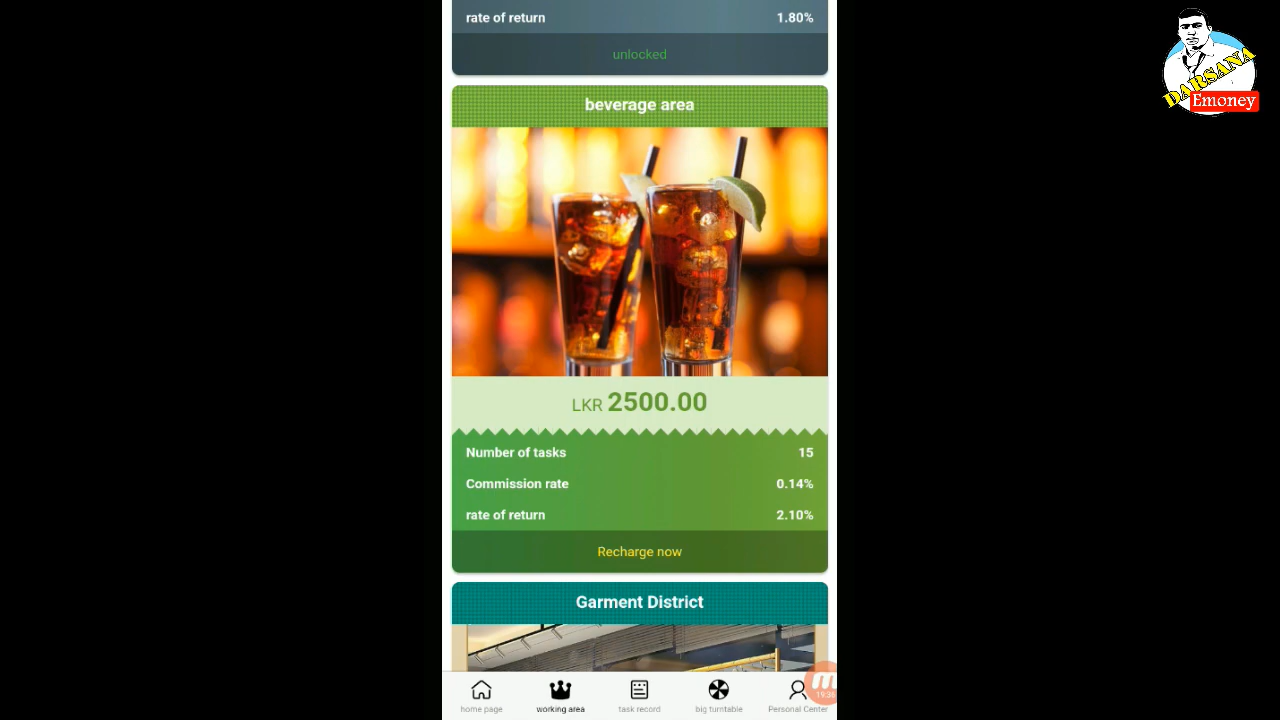 rate of return 1.80%
unlocked
beverage area
LKR 2500.00
Number of tasks 15
Commission rate 0.14%
rate of return 2.10%
Recharge now
Garment District
home page working area task record big turntable Personal Center
19:36
DARSANA
Emoney